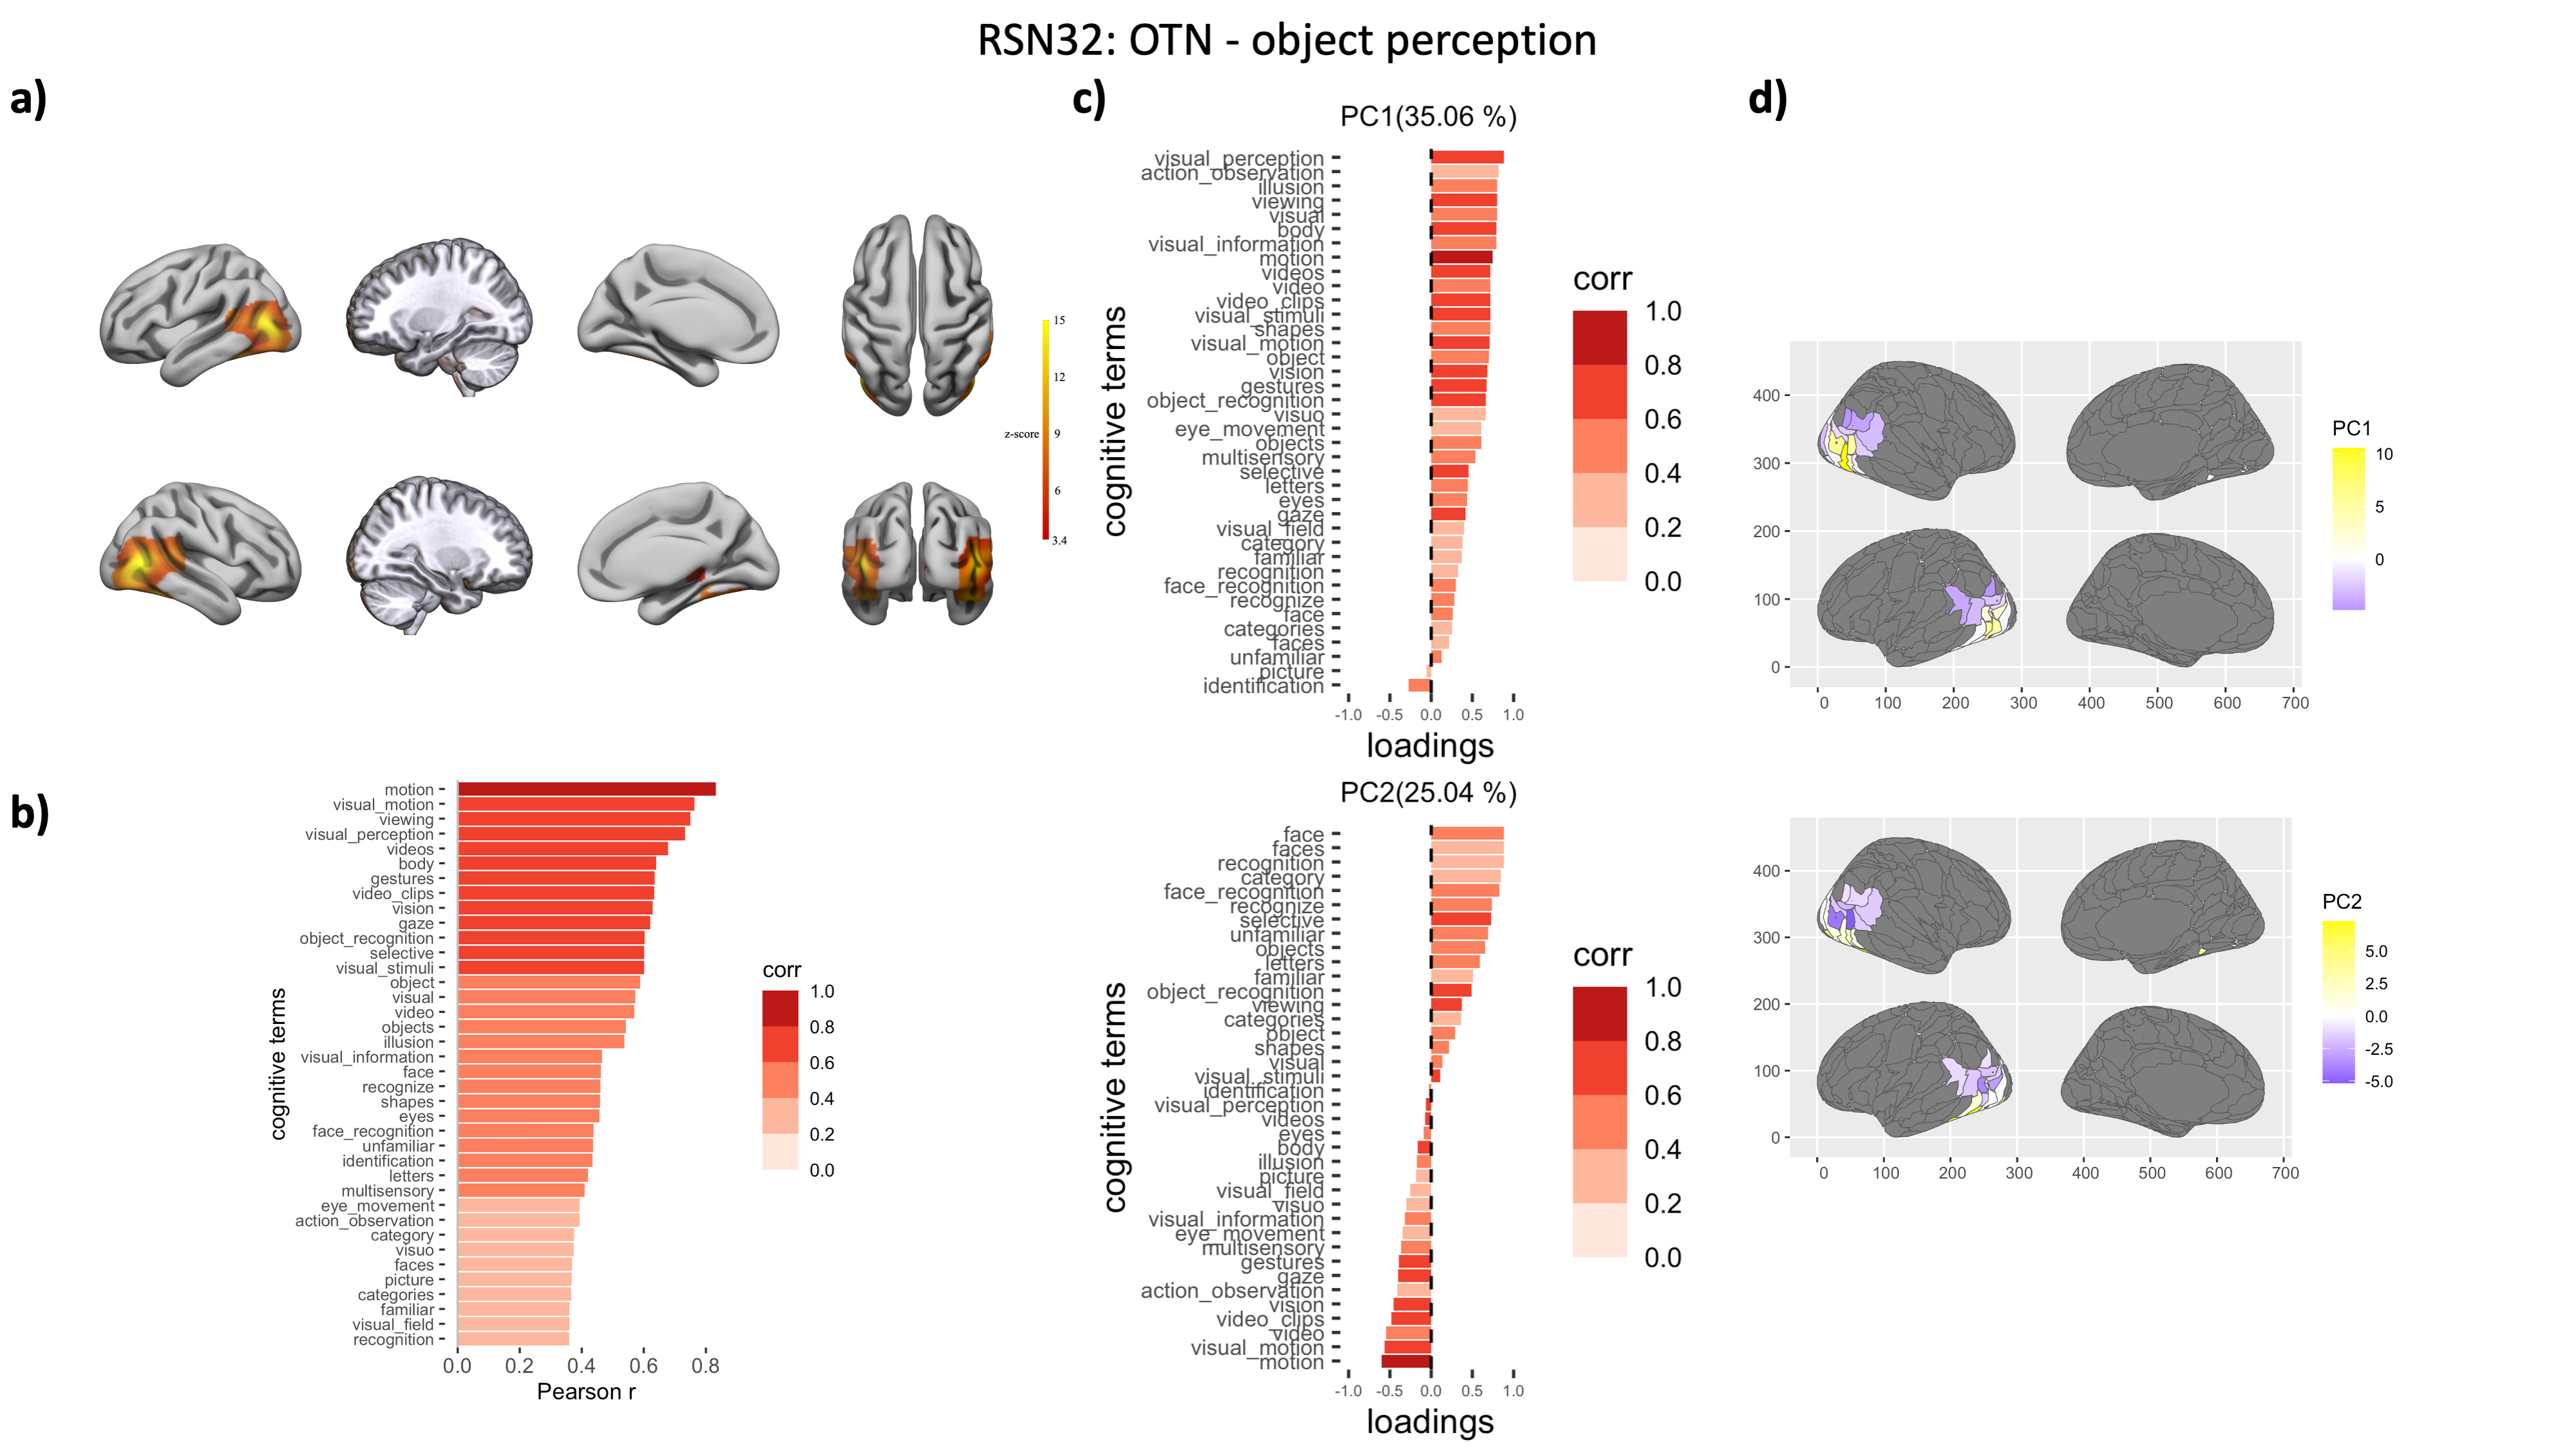 RSN32: OTN - object perception
a)
15
12
z-score
9
6
3.4
b)
motion
visual_motion
viewing
visual_perception
videos
body
gestures
video_clips
vision
gaze
object_recognition
selective
visual_stimuli
object
visual
video
objects
illusion
visual_information
face
recognize
shapes
eyes
face_recognition
unfamiliar
identification
letters
multisensory
eye_movement
action_observation
category
visuo
faces
picture
categories
familiar
visual_field
recognition
cognitive terms
0.0 0.2 0.4 0.6 0.8
Pearson r
corr
1.0
0.8
0.6
0.4
0.2
0.0
c)
PC1(35.06 %)
visual_perception
action_observation
illusion
viewing
visual
body
visual_information
motion
videos
video
video_clips
visual_stimuli
shapes
visual_motion
object
vision
gestures
object_recognition
visuo
eye_movement
objects
multisensory
selective
letters
eyes
gaze
visual_field
category
familiar
recognition
face_recognition
recognize
face
categories
faces
unfamiliar
picture
identification
cognitive terms
-1.0 -0.5 0.0 0.5 1.0
loadings
corr
1.0
0.8
0.6
0.4
0.2
0.0
PC2(25.04 %)
face
faces
recognition
category
face_recognition
recognize
selective
unfamiliar
objects
letters
familiar
object_recognition
viewing
categories
object
shapes
visual
visual_stimuli
identification
visual_perception
videos
eyes
body
illusion
picture
visual_field
visuo
visual_information
eye_movement
multisensory
gestures
gaze
action_observation
vision
video_clips
video
visual_motion
motion
cognitive terms
-1.0 -0.5 0.0 0.5 1.0
loadings
corr
1.0
0.8
0.6
0.4
0.2
0.0
d)
400
300
200
100
0
0 100 200 300 400 500 600 700
PC1
10
5
0
400
300
200
100
0
0 100 200 300 400 500 600 700
PC2
5.0
2.5
0.0
-2.5
-5.0